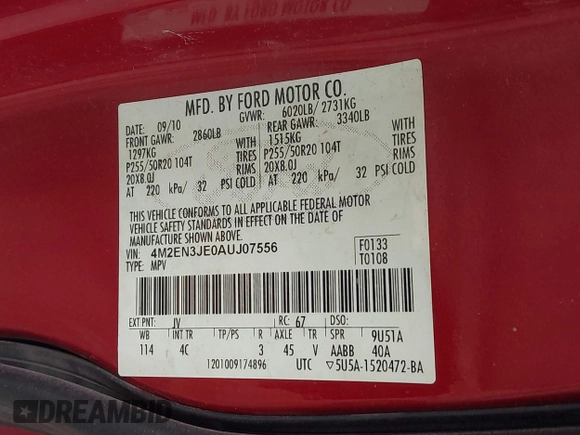 MFD. BY FORD MOTOR CO.
DATE: 09/10 GVWR: 6020LB/ 2731KG
FRONT GAWR: 2860LB REAR GAWR: 3340LB
1297KG 1515KG
P255/50R20 104T TIRES P255/50R20 104T TIRES
20X8.0J RIMS 20X8.0J RIMS
AT 220 kPa/ 32 PSI COLD AT 220 kPa/ 32 PSI COLD
THIS VEHICLE CONFORMS TO ALL APPLICABLE FEDERAL MOTOR
VEHICLE SAFETY STANDARDS IN EFFECT ON THE DATE OF
MANUFACTURE SHOWN ABOVE.
VIN: 4M2EN3JE0AUJ07556 F0133
TYPE: MPV T0108
EXT PNT: JV RC: 67 DSO:
WB INT TR TP/PS R AXLE TR SPR 9U51A
114 4C 3 45 V AABB 40A
1201009174896 UTC ▽5U5A-1520472-BA
DREAMBID